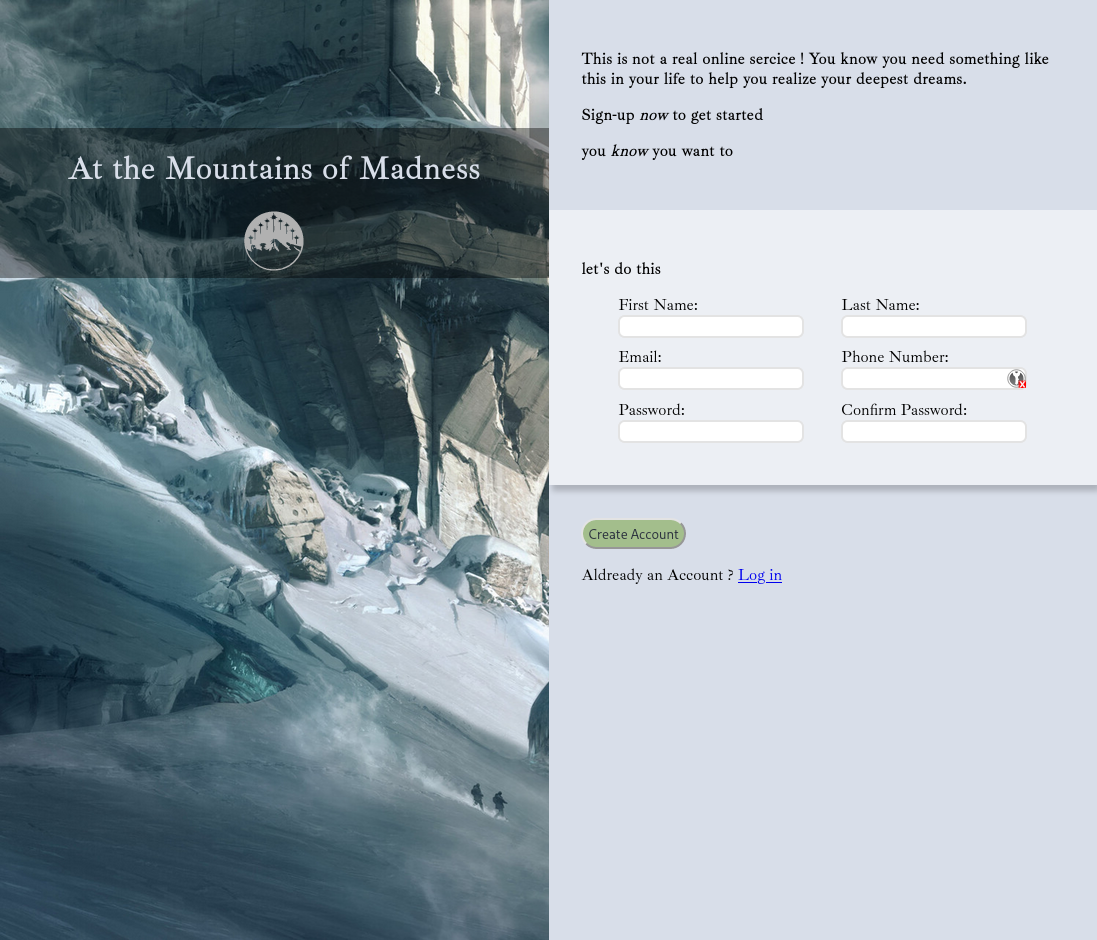 At the Mountains of Madness
This is not a real online sercice ! You know you need something like
this in your life to help you realize your deepest dreams.
Sign-up now to get started
you know you want to
let's do this
First Name:
Last Name:
Email:
Phone Number:
Password:
Confirm Password:
Create Account
Aldready an Account ? Log in